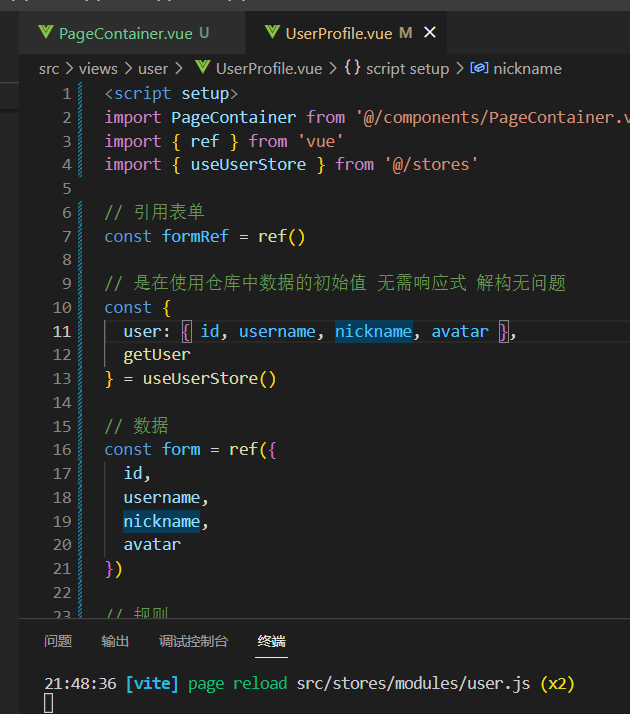 PageContainer.vue U
UserProfile.vue M
src > views > user > UserProfile.vue > {} script setup > nickname
1 <script setup>
2 import PageContainer from '@/components/PageContainer.v
3 import { ref } from 'vue'
4 import { useUserStore } from '@/stores'
5
6 // 引用表单
7 const formRef = ref()
8
9 // 是在使用仓库中数据的初始值 无需响应式 解构无问题
10 const {
11 user: { id, username, nickname, avatar },
12 getUser
13 } = useUserStore()
14
15 // 数据
16 const form = ref({
17 id,
18 username,
19 nickname,
20 avatar
21 })
22
23 // 规则
问题 输出 调试控制台 终端
21:48:36 [vite] page reload src/stores/modules/user.js (x2)